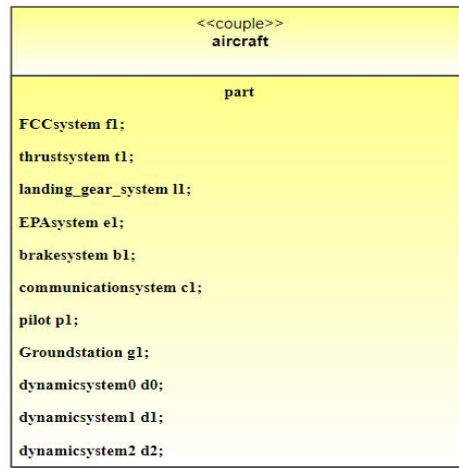 <<couple>>
aircraft
part
FCCsystem f1;
thrustsystem t1;
landing_gear_system l1;
EPAsystem e1;
brakesystem b1;
communicationsystem c1;
pilot p1;
Groundstation g1;
dynamicsystem0 d0;
dynamicsystem1 d1;
dynamicsystem2 d2;